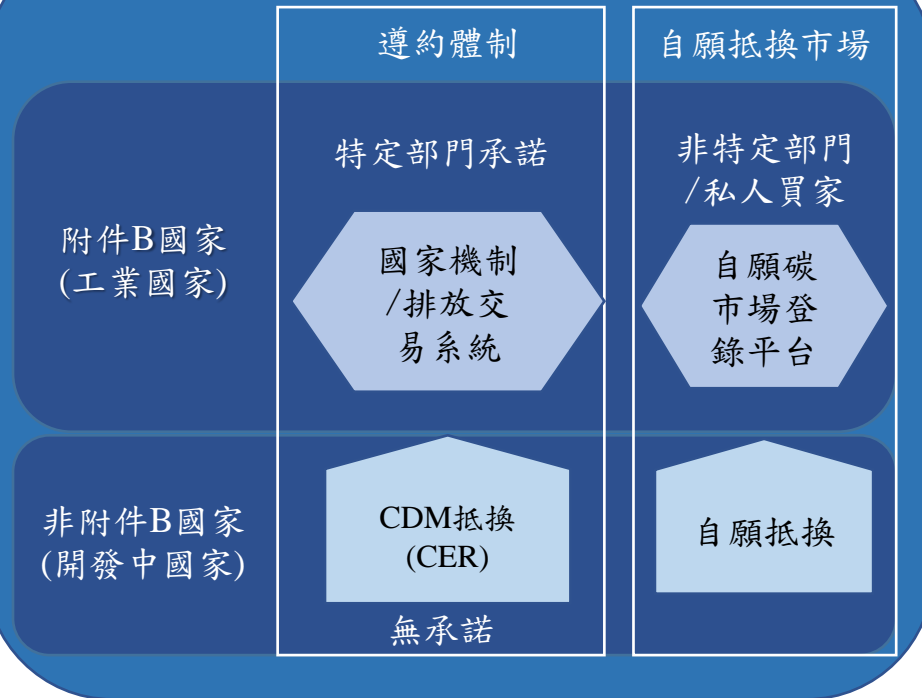 遵約體制
自願抵換市場
附件B國家
(工業國家)
特定部門承諾
國家機制
/排放交
易系統
非特定部門
/私人買家
自願碳
市場登
錄平台
非附件B國家
(開發中國家)
CDM抵換
(CER)
無承諾
自願抵換